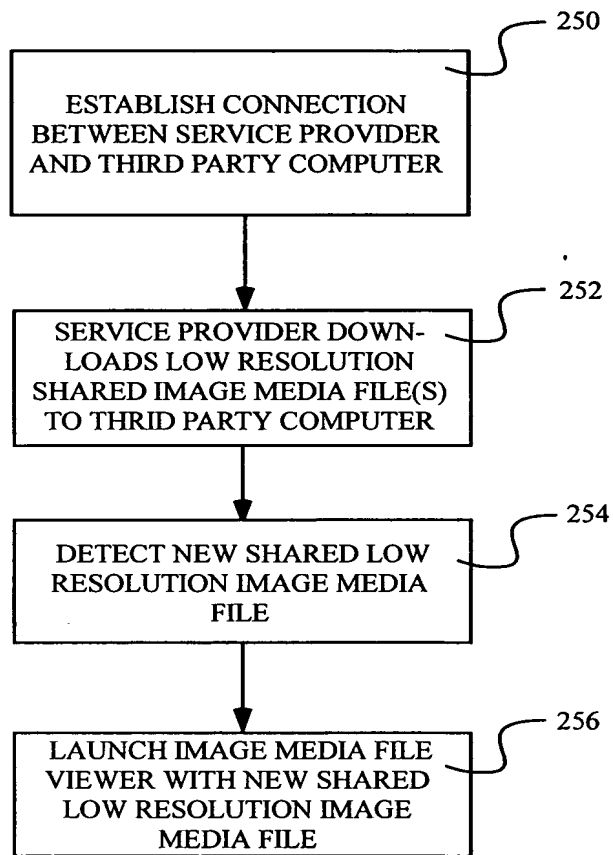 250
ESTABLISH CONNECTION
BETWEEN SERVICE PROVIDER
AND THIRD PARTY COMPUTER
252
SERVICE PROVIDER DOWN-
LOADS LOW RESOLUTION
SHARED IMAGE MEDIA FILE(S)
TO THRID PARTY COMPUTER
254
DETECT NEW SHARED LOW
RESOLUTION IMAGE MEDIA
FILE
256
LAUNCH IMAGE MEDIA FILE
VIEWER WITH NEW SHARED
LOW RESOLUTION IMAGE
MEDIA FILE